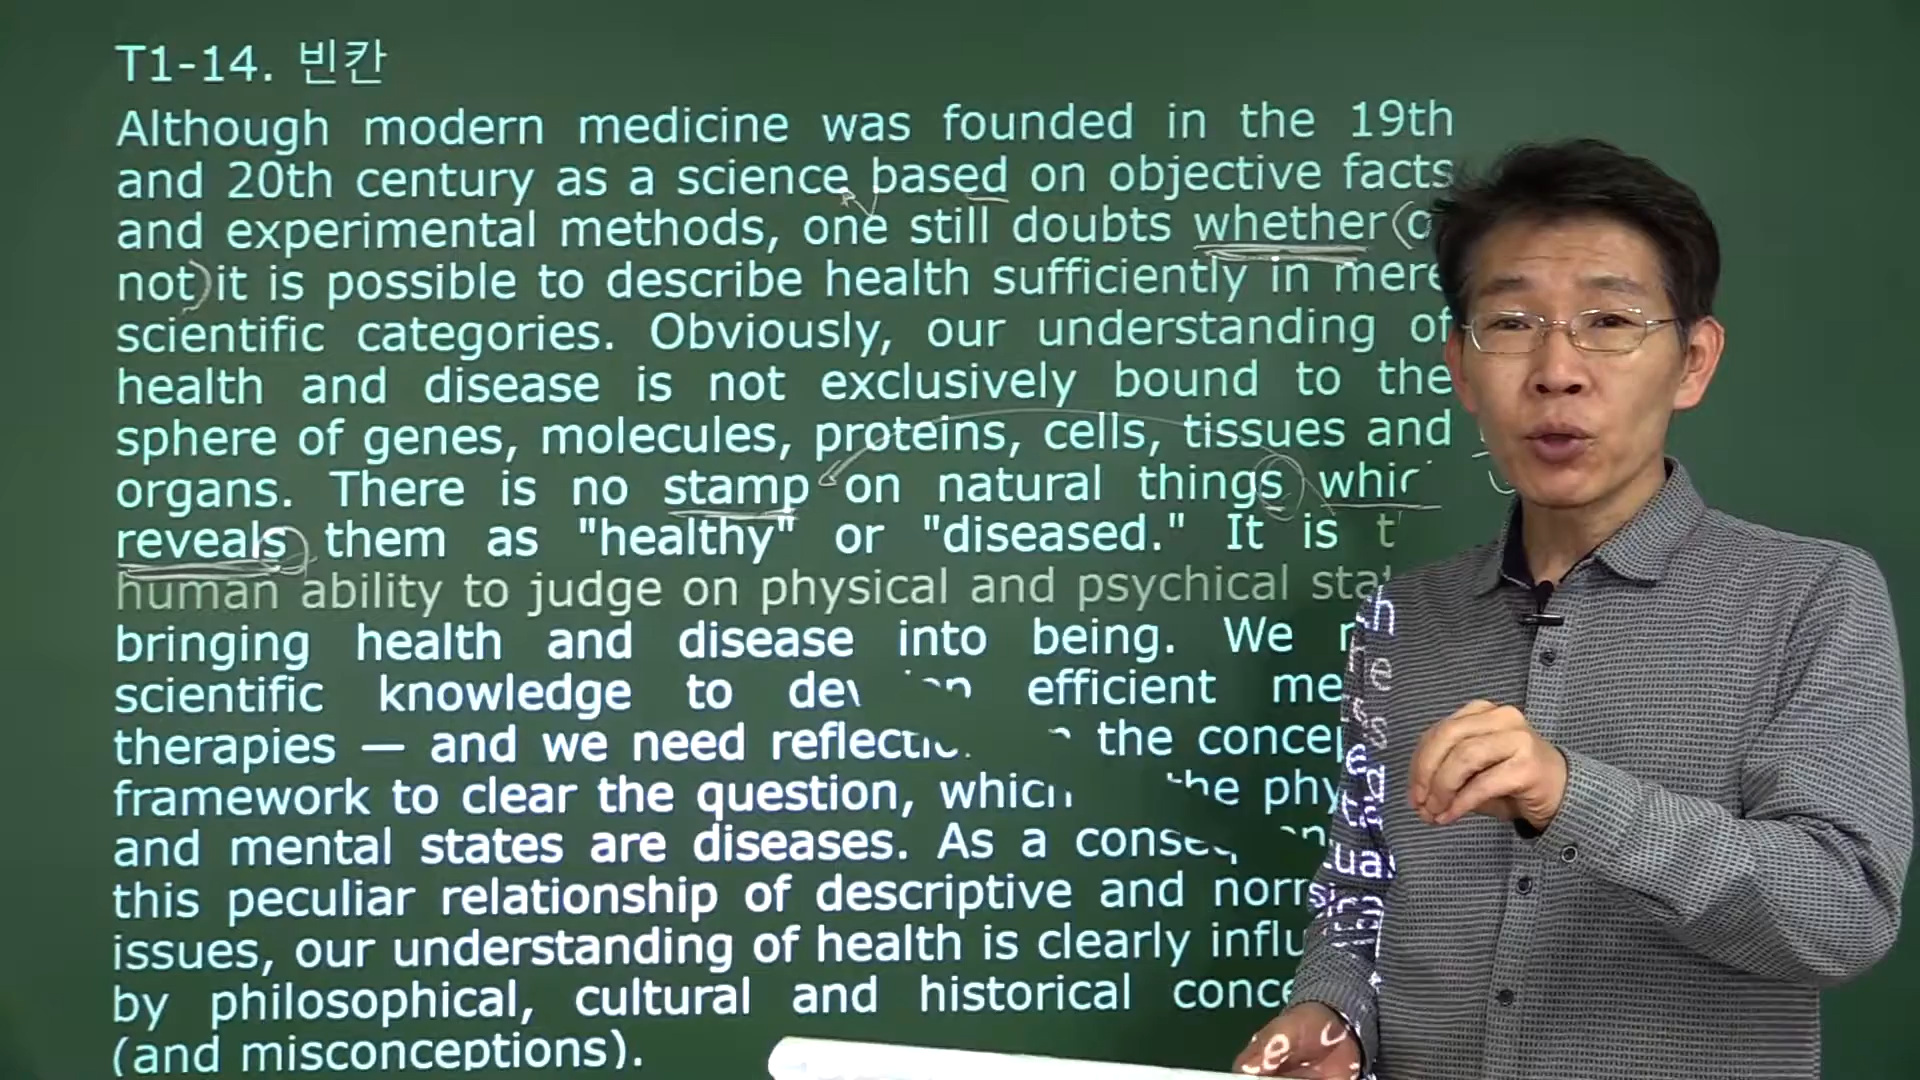 T1-14. 빈칸
Although modern medicine was founded in the 19th
and 20th century as a science based on objective facts
and experimental methods, one still doubts whether
not) it is possible to describe health sufficiently in mere
scientific categories. Obviously, our understanding of
health and disease is not exclusively bound to the
sphere of genes, molecules, proteins, cells, tissues and
organs. There is no stamp on natural things
reveals them as "healthy" or "diseased." It is
human ability to judge on physical and psychical
bringing health and disease into being. We
scientific knowledge to efficient
therapies — and we need the
framework to clear the question, which the
and mental states are diseases. As a
this peculiar relationship of descriptive and
issues, our understanding of health is clearly
by philosophical, cultural and historical
(and misconceptions).